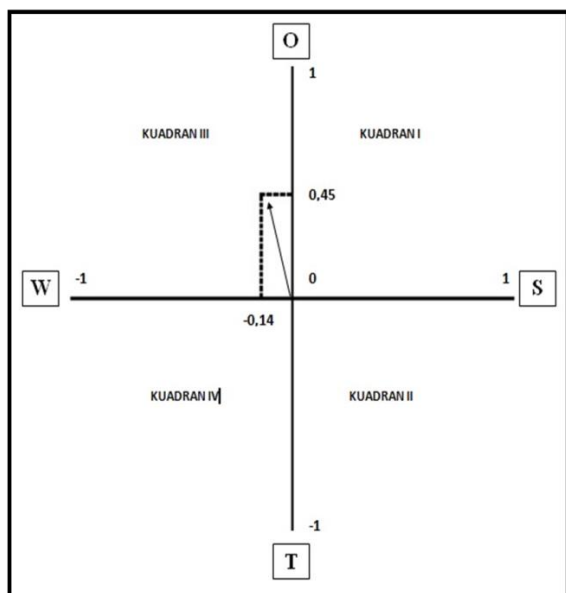 O
1
KUADRAN III KUADRAN I
0,45
W -1 0 1 S
-0,14
KUADRAN IV KUADRAN II
-1
T